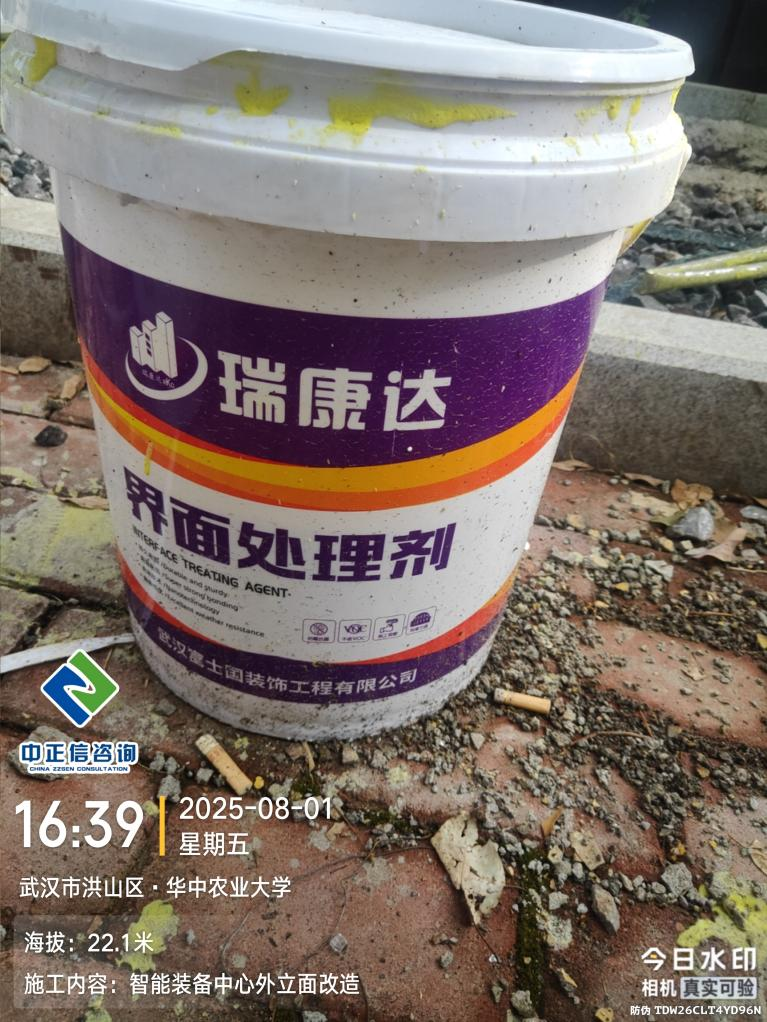 瑞康达
界面处理剂
INTERFACE TREATING AGENT
武汉富士国装饰工程有限公司
中正信咨询
CHINA ZZSEN CONSULTATION
16:39
2025-08-01
星期五
武汉市洪山区·华中农业大学
海拔：22.1米
施工内容：智能装备中心外立面改造
今日水印
相机 真实可验
防伪 TDW26CLT4YD96N